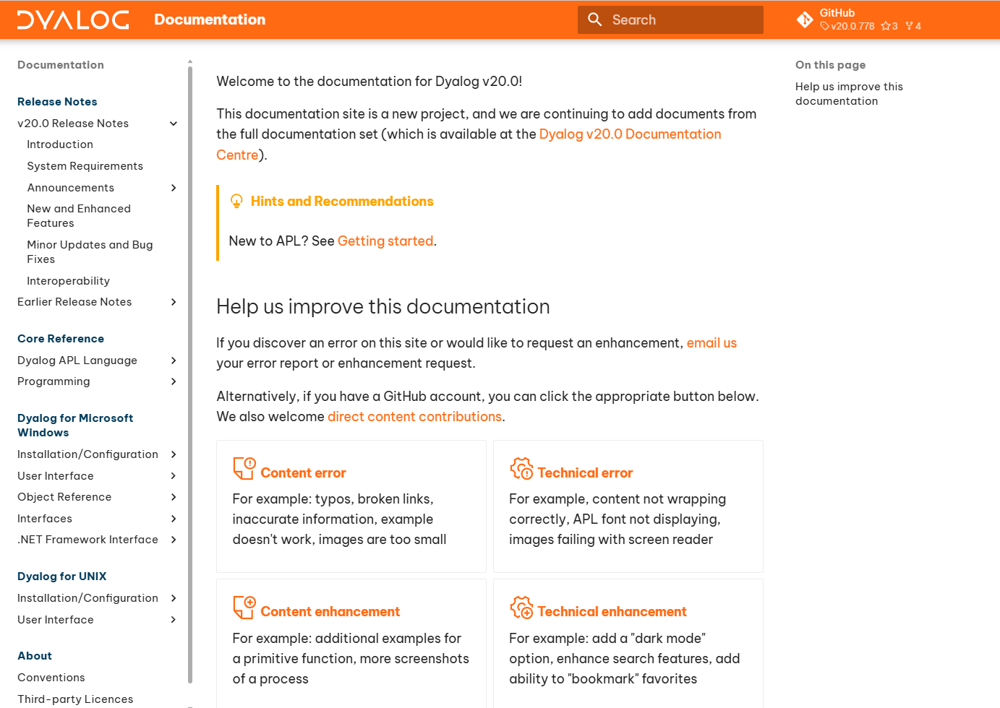 DYALOG
Documentation
Search
GitHub
v20.0.778 3 4
Documentation
Release Notes
v20.0 Release Notes
Introduction
System Requirements
Announcements
New and Enhanced
Features
Minor Updates and Bug
Fixes
Interoperability
Earlier Release Notes
Core Reference
Dyalog APL Language
Programming
Dyalog for Microsoft
Windows
Installation/Configuration
User Interface
Object Reference
Interfaces
.NET Framework Interface
Dyalog for UNIX
Installation/Configuration
User Interface
About
Conventions
Third-party Licences
Welcome to the documentation for Dyalog v20.0!
This documentation site is a new project, and we are continuing to add documents from
the full documentation set (which is available at the Dyalog v20.0 Documentation
Centre).
Hints and Recommendations
New to APL? See Getting started.
Help us improve this documentation
If you discover an error on this site or would like to request an enhancement, email us
your error report or enhancement request.
Alternatively, if you have a GitHub account, you can click the appropriate button below.
We also welcome direct content contributions.
Content error
For example: typos, broken links,
inaccurate information, example
doesn't work, images are too small
Technical error
For example, content not wrapping
correctly, APL font not displaying,
images failing with screen reader
Content enhancement
For example: additional examples for
a primitive function, more screenshots
of a process
Technical enhancement
For example: add a "dark mode"
option, enhance search features, add
ability to "bookmark" favorites
On this page
Help us improve this
documentation